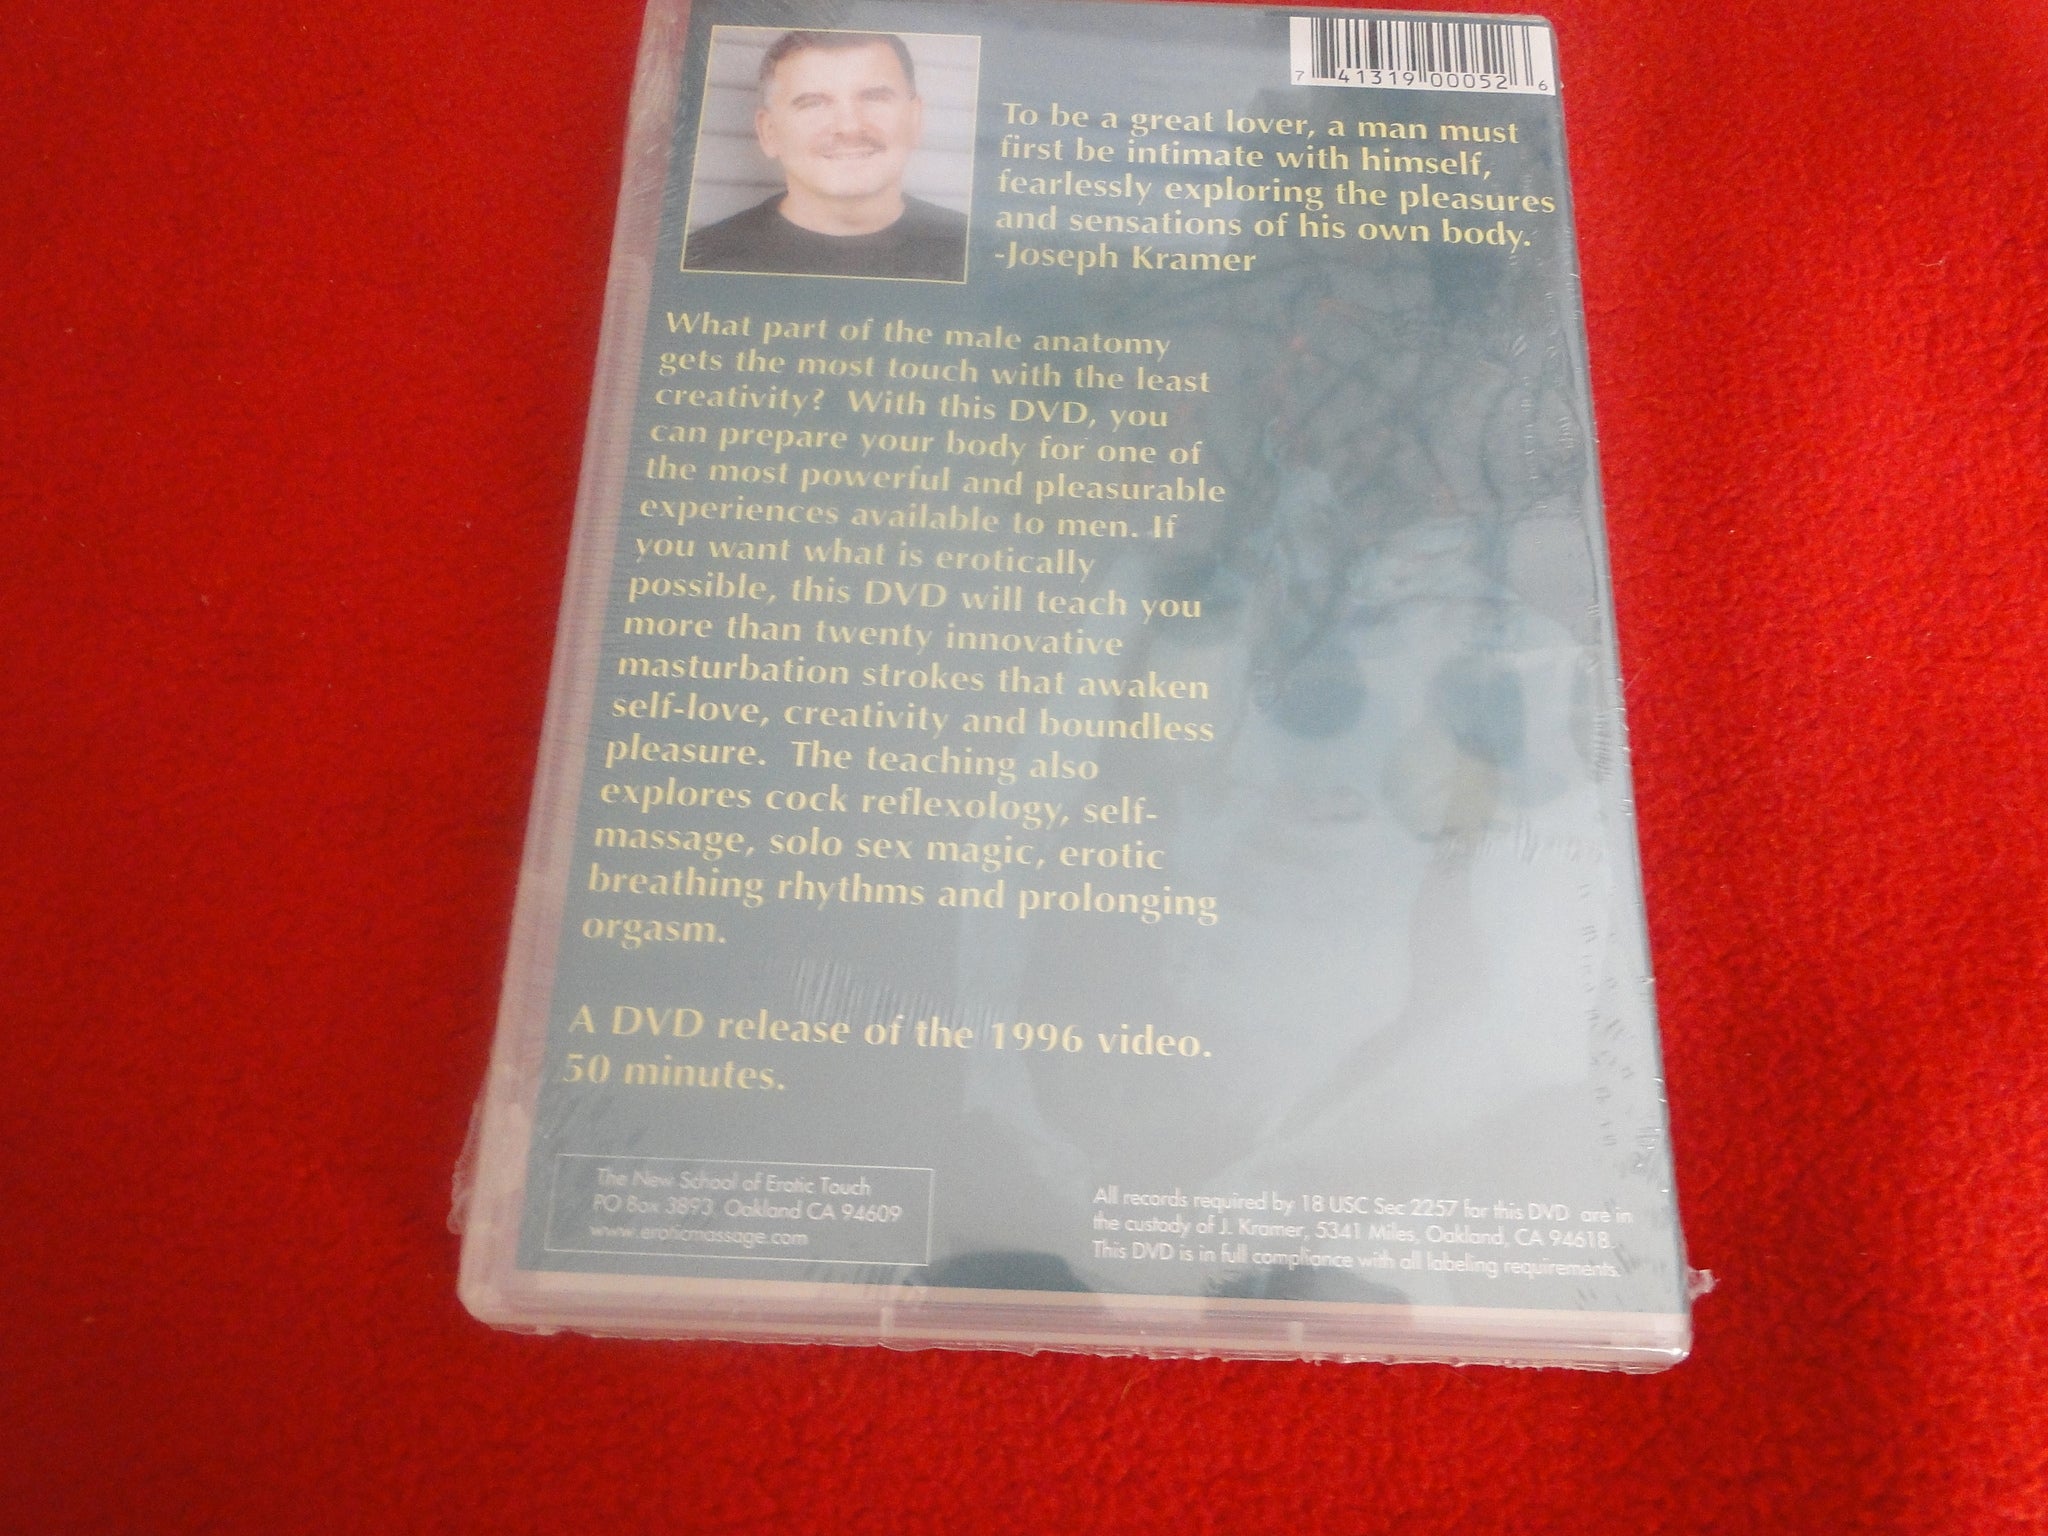 7 41319 00052 6
To be a great lover, a man must
first be intimate with himself,
fearlessly exploring the pleasures
and sensations of his own body.
-Joseph Kramer
What part of the male anatomy
gets the most touch with the least
creativity? With this DVD, you
can prepare your body for one of
the most powerful and pleasurable
experiences available to men. If
you want what is erotically
possible, this DVD will teach you
more than twenty innovative
masturbation strokes that awaken
self-love, creativity and boundless
pleasure. The teaching also
explores cock reflexology, self-
massage, solo sex magic, erotic
breathing rhythms and prolonging
orgasm.
A DVD release of the 1996 video.
50 minutes.
The New School of Erotic Touch
PO Box 3893 Oakland CA 94609
www.eroticmassage.com
All records required by 18 USC Sec 2257 for this DVD are in
the custody of J. Kramer, 5341 Miles, Oakland, CA 94618.
This DVD is in full compliance with all labeling requirements.